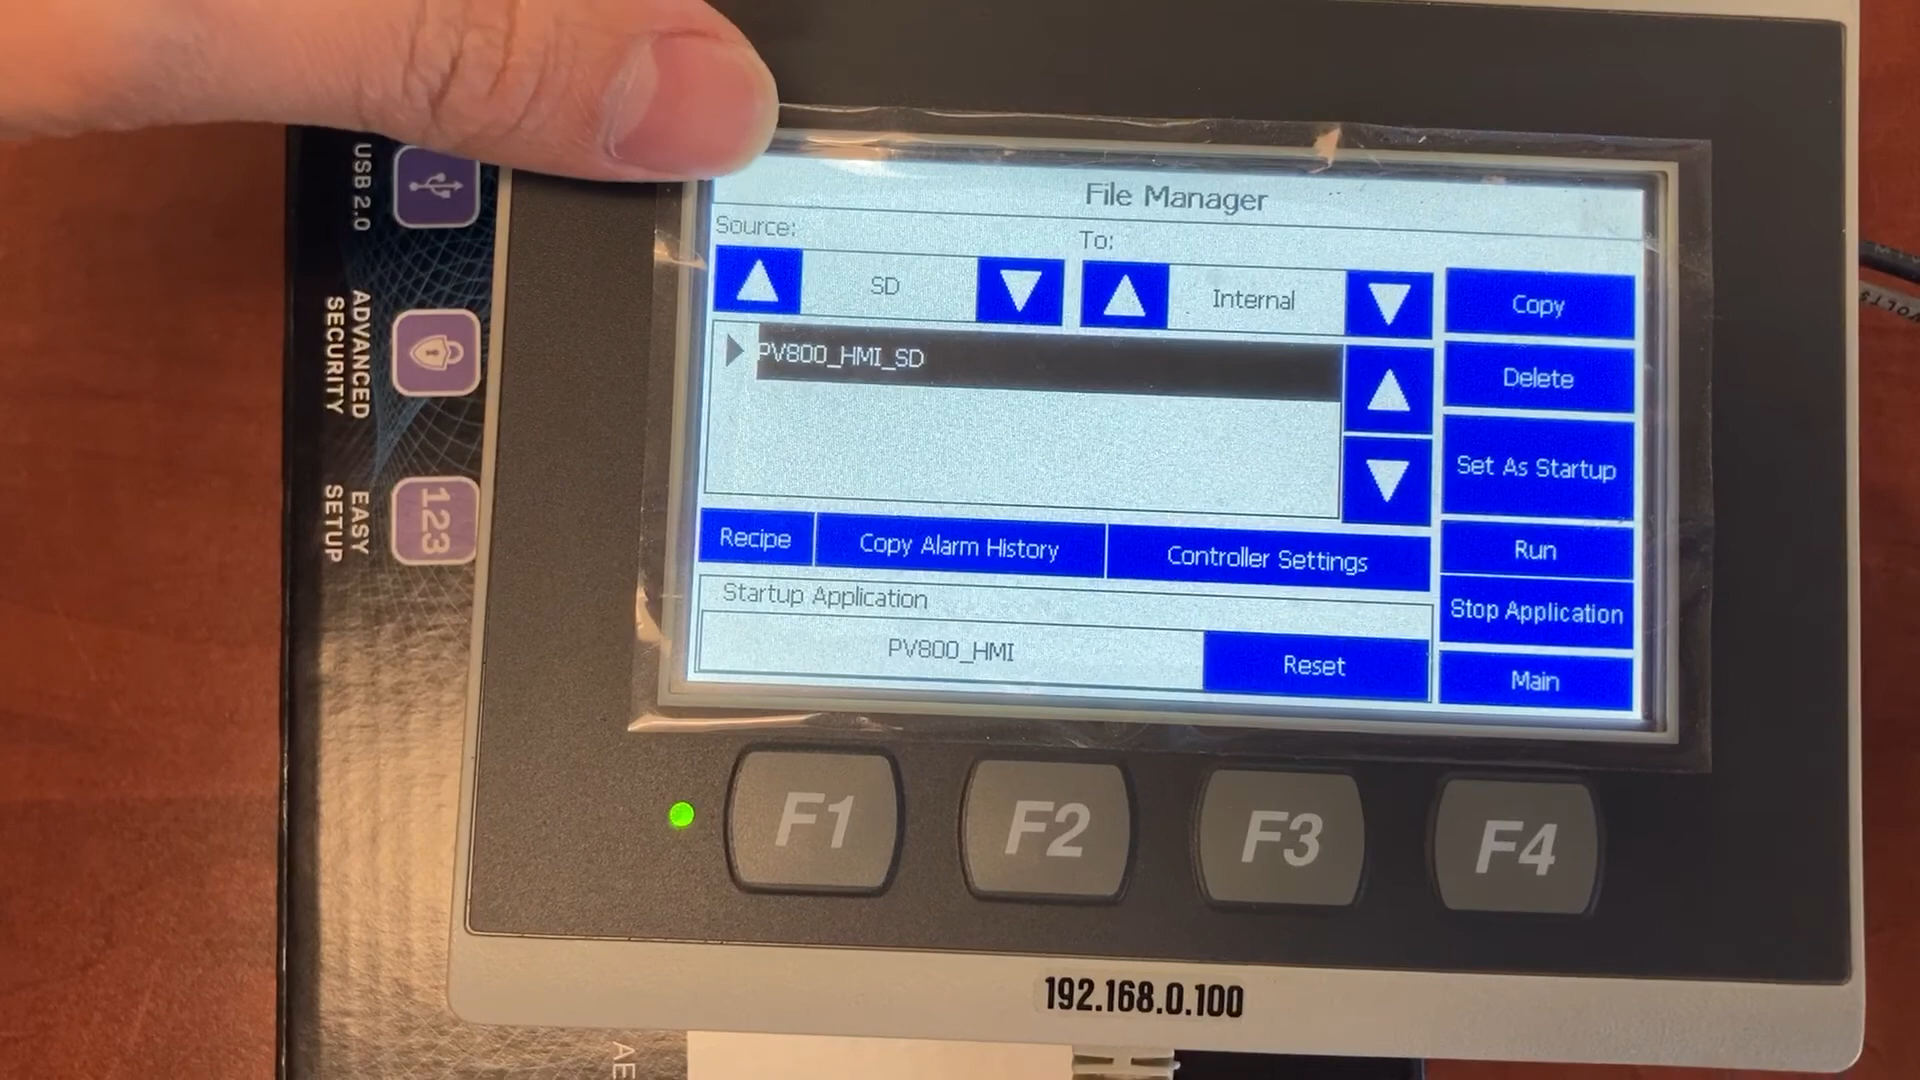 File Manager
Source:
To:
SD
Internal
Copy
PV800_HMI_SD
Delete
Set As Startup
Recipe
Copy Alarm History
Controller Settings
Run
Startup Application
Stop Application
PV800_HMI
Reset
Main
F1
F2
F3
F4
192.168.0.100
USB 2.0
ADVANCED
SECURITY
123
EASY
SETUP
AE
VOLTS